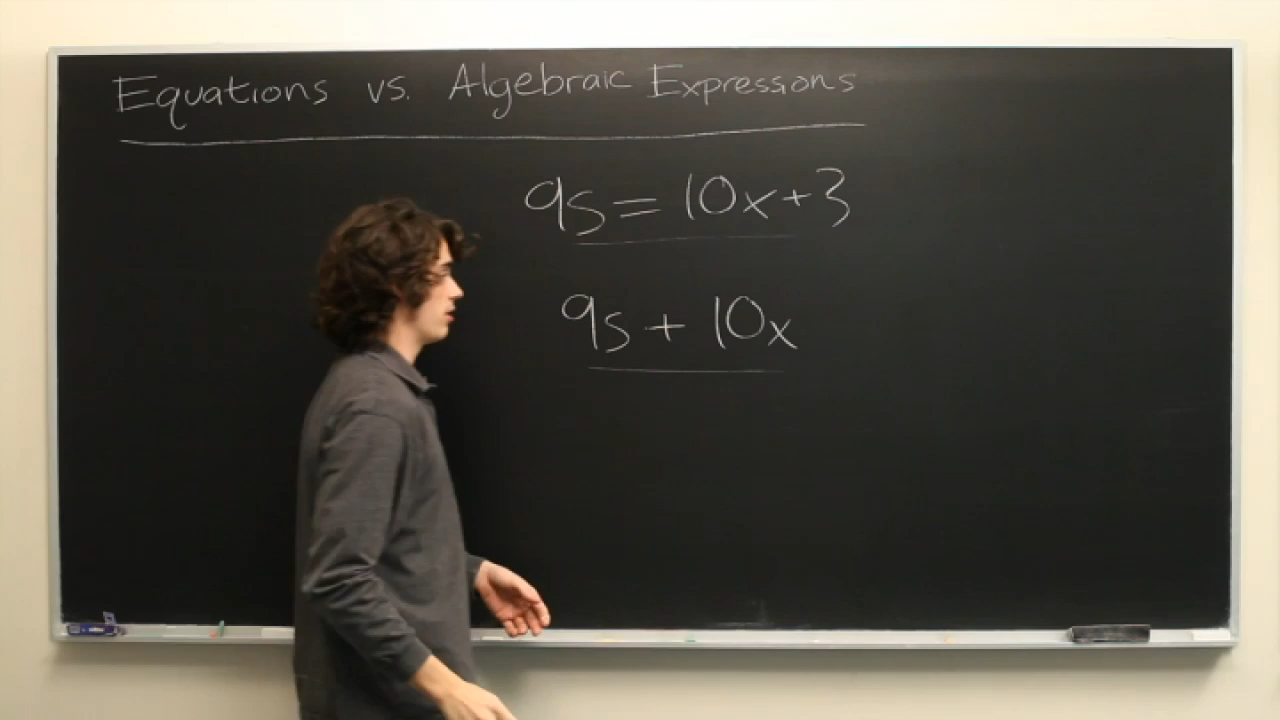 Equations vs. Algebraic Expressions
9s = 10x + 3
9s + 10x